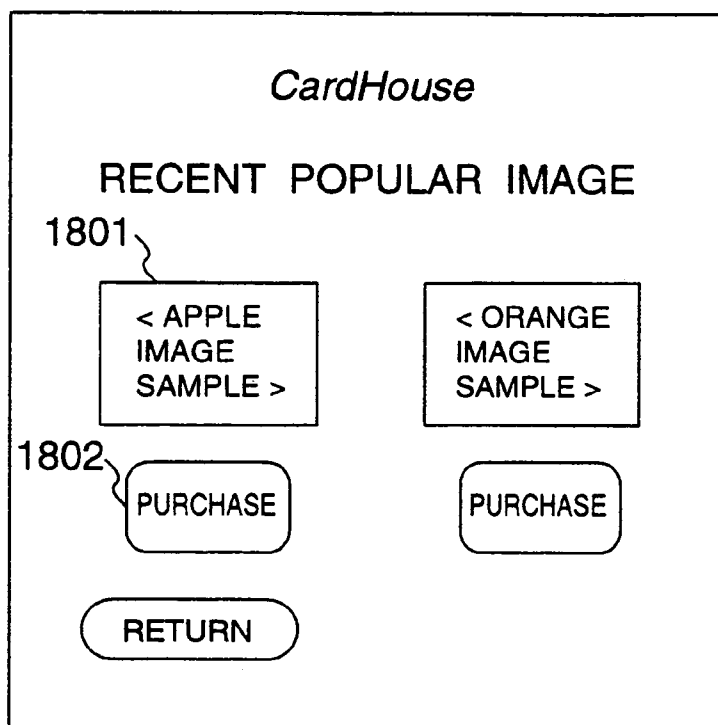 CardHouse
RECENT POPULAR IMAGE
1801
< APPLE
IMAGE
SAMPLE >
< ORANGE
IMAGE
SAMPLE >
1802
PURCHASE
PURCHASE
RETURN